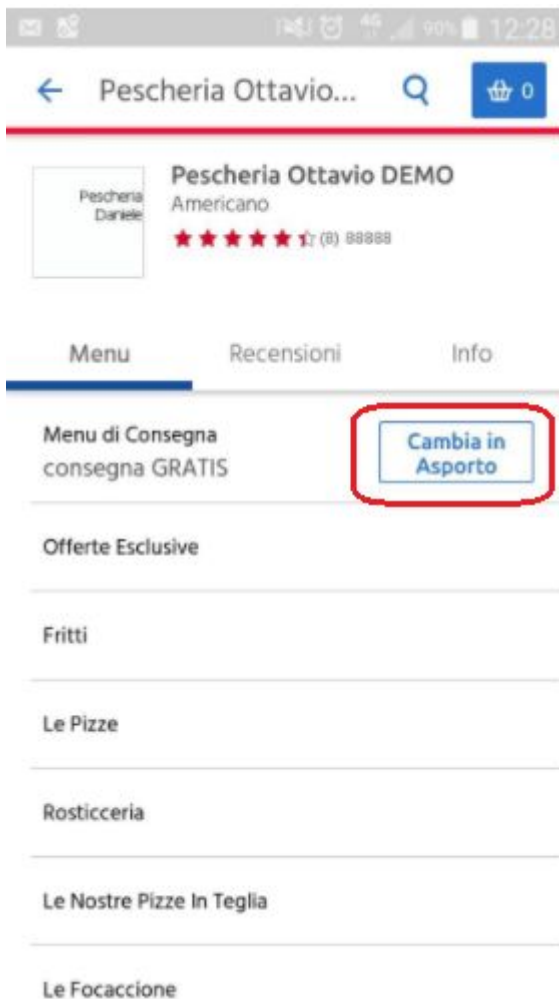 90% 12:28
Pescheria Ottavio... 0
Pescheria Ottavio DEMO
Pescheria
Daniele
Americano
(8) 88888
Menu Recensioni Info
Menu di Consegna
consegna GRATIS
Cambia in
Asporto
Offerte Esclusive
Fritti
Le Pizze
Rosticceria
Le Nostre Pizze In Teglia
Le Focaccione